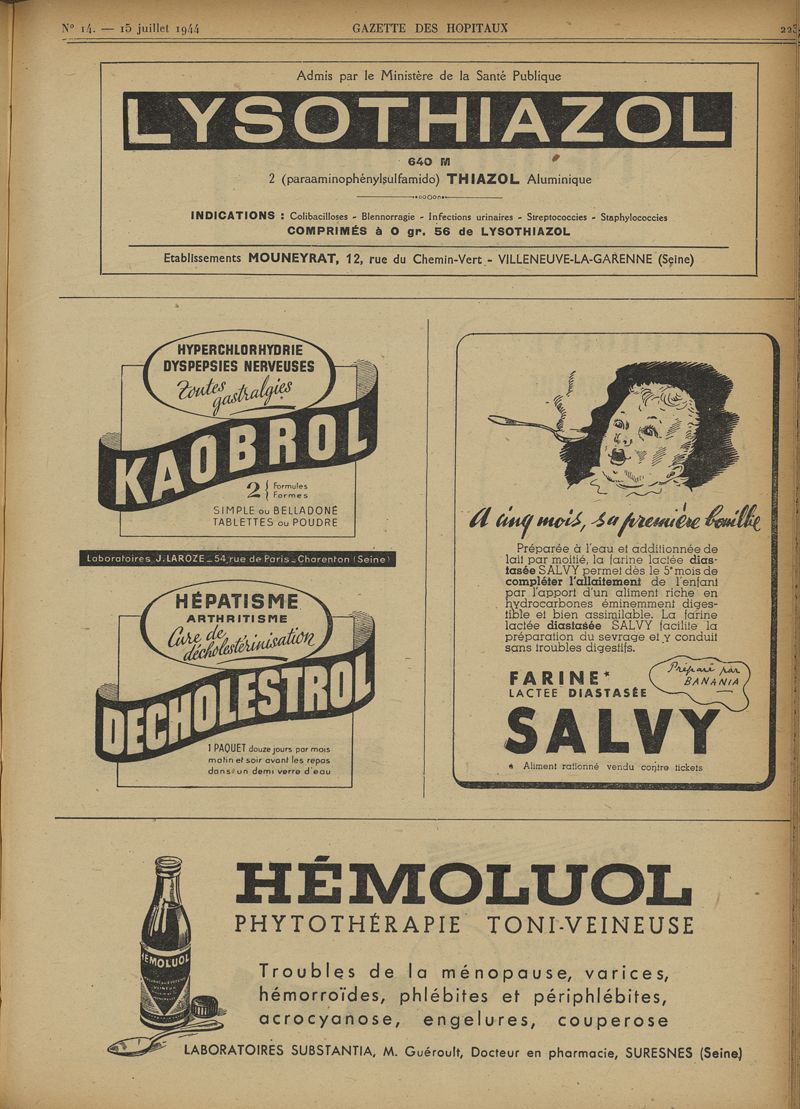 N° 14. — 15 juillet 1944 GAZETTE DES HOPITAUX 223
Admis par le Ministère de la Santé Publique
LYSOTHIAZOL
640 M
2 (paraaminophénylsulfamido) THIAZOL Aluminique
INDICATIONS : Colibacilloses - Blennorragie - Infections urinaires - Streptococcies - Staphylococcies
COMPRIMÉS à 0 gr. 56 de LYSOTHIAZOL
Etablissements MOUNEYRAT, 12, rue du Chemin-Vert - VILLENEUVE-LA-GARENNE (Seine)
HYPERCHLORHYDRIE
DYSPEPSIES NERVEUSES
Toutes
gastralgies
KAOBROL
2 Formules
Formes
SIMPLE ou BELLADONÉ
TABLETTES ou POUDRE
Laboratoires J. LAROZE - 54, rue de Paris - Charenton (Seine)
HÉPATISME
ARTHRITISME
Cure de
décholestérinisation
DECHOLESTROL
1 PAQUET douze jours par mois
matin et soir avant les repas
dans un demi verre d'eau
A cinq mois, sa première bouillie
Préparée à l'eau et additionnée de
lait par moitié, la farine lactée dias-
tasée SALVY permet dès le 5e mois de
compléter l'allaitement de l'enfant
par l'apport d'un aliment riche en
hydrocarbones éminemment diges-
tible et bien assimilable. La farine
lactée diastasée SALVY facilite la
préparation du sevrage et y conduit
sans troubles digestifs.
FARINE*
LACTEE DIASTASÉE
Préparé par
BANANIA
SALVY
* Aliment rationné vendu contre tickets
HÉMOLUOL
PHYTOTHÉRAPIE TONI-VEINEUSE
HÉMOLUOL
Troubles de la ménopause, varices,
hémorroïdes, phlébites et périphlébites,
acrocyanose, engelures, couperose
LABORATOIRES SUBSTANTIA, M. Guéroult, Docteur en pharmacie, SURESNES (Seine)